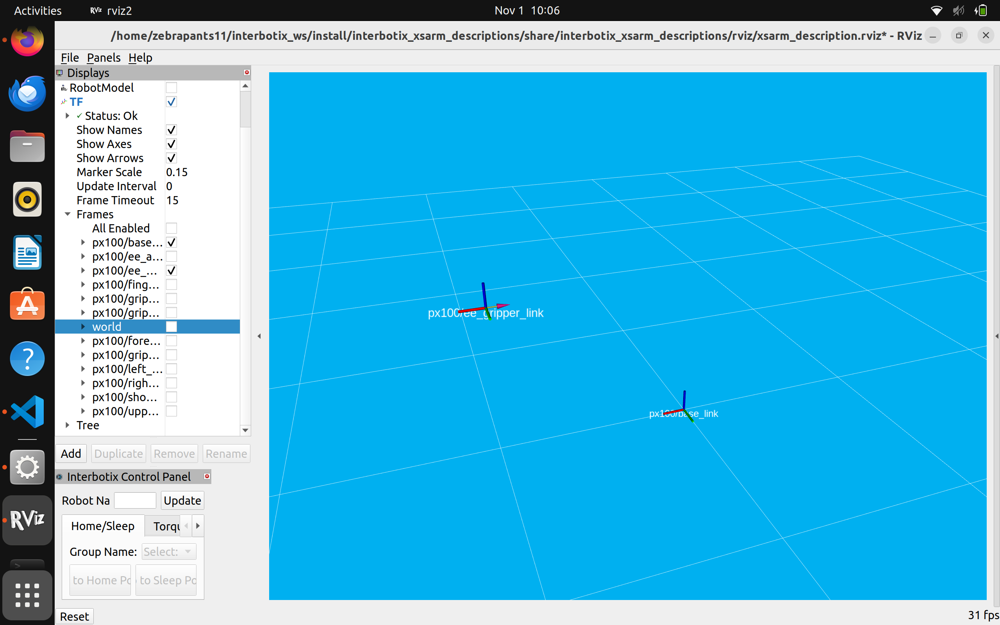 Activities
RViz rviz2
Nov 1 10:06
/home/zebrapants11/interbotix_ws/install/interbotix_xsarm_descriptions/share/interbotix_xsarm_descriptions/rviz/xsarm_description.rviz* - RViz
File Panels Help
Displays
RobotModel
TF
Status: Ok
Show Names
Show Axes
Show Arrows
Marker Scale 0.15
Update Interval 0
Frame Timeout 15
Frames
All Enabled
px100/base...
px100/ee_a...
px100/ee_...
px100/fing...
px100/grip...
px100/grip...
world
px100/fore...
px100/grip...
px100/left_...
px100/righ...
px100/sho...
px100/upp...
Tree
Add Duplicate Remove Rename
Interbotix Control Panel
Robot Na Update
Home/Sleep Torqu
Group Name: Select:
to Home Po to Sleep Po
Reset
px100/ee_gripper_link
px100/base_link
31 fps
RViz